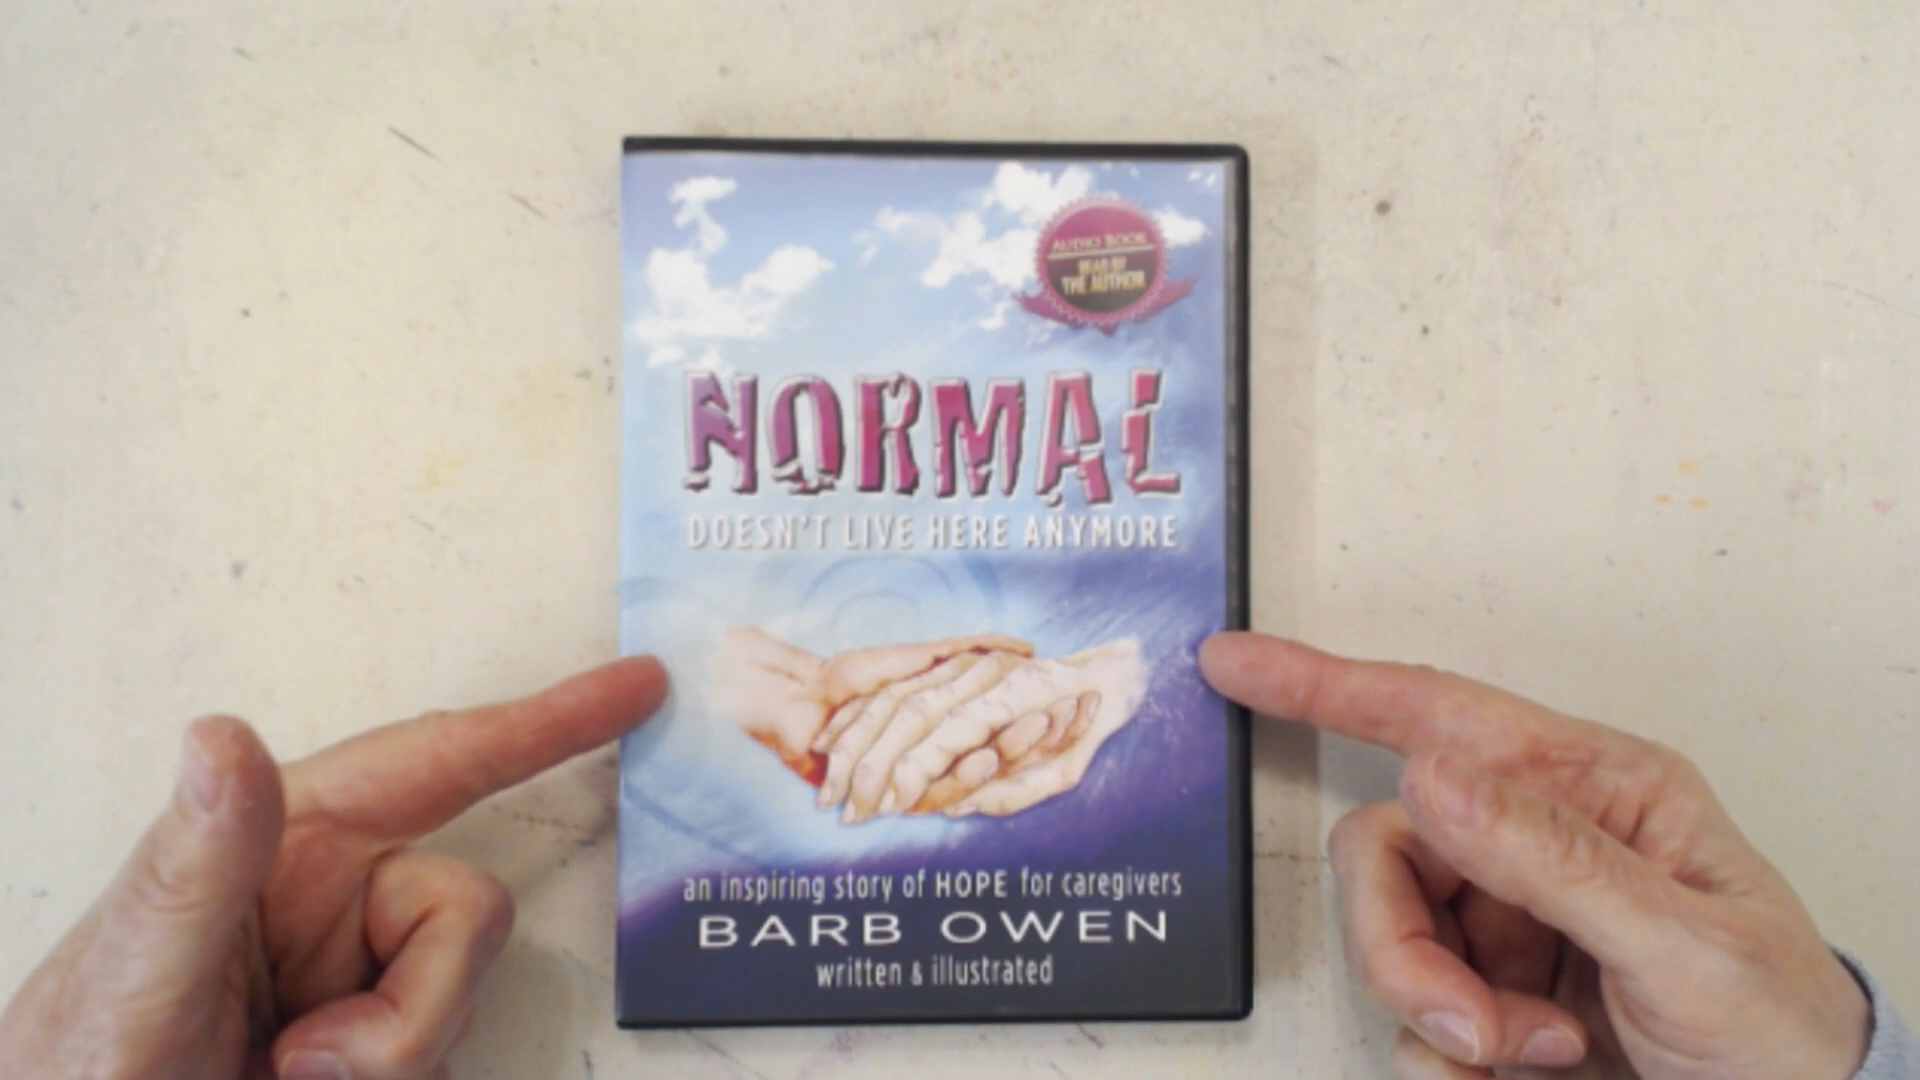 AUDIO BOOK
READ BY
THE AUTHOR
NORMAL
DOESN'T LIVE HERE ANYMORE
an inspiring story of HOPE for caregivers
BARB OWEN
written & illustrated